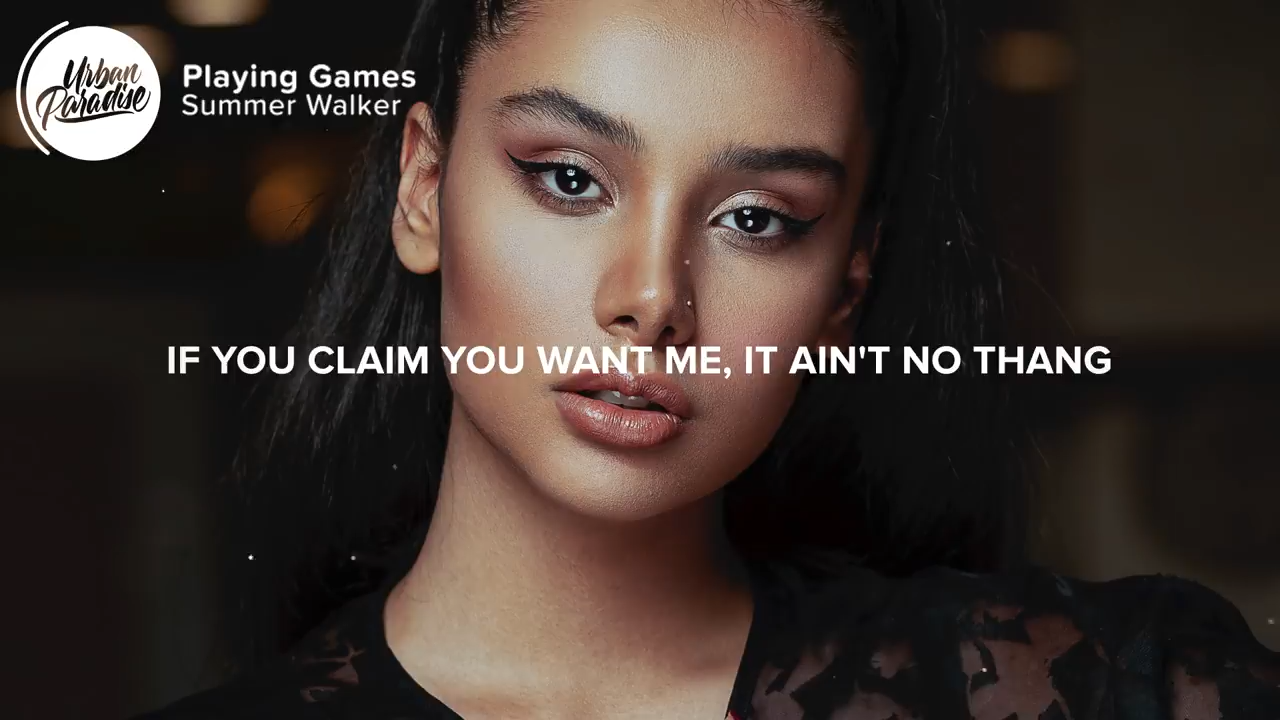 Urban
Paradise
Playing Games
Summer Walker
IF YOU CLAIM YOU WANT ME, IT AIN'T NO THANG